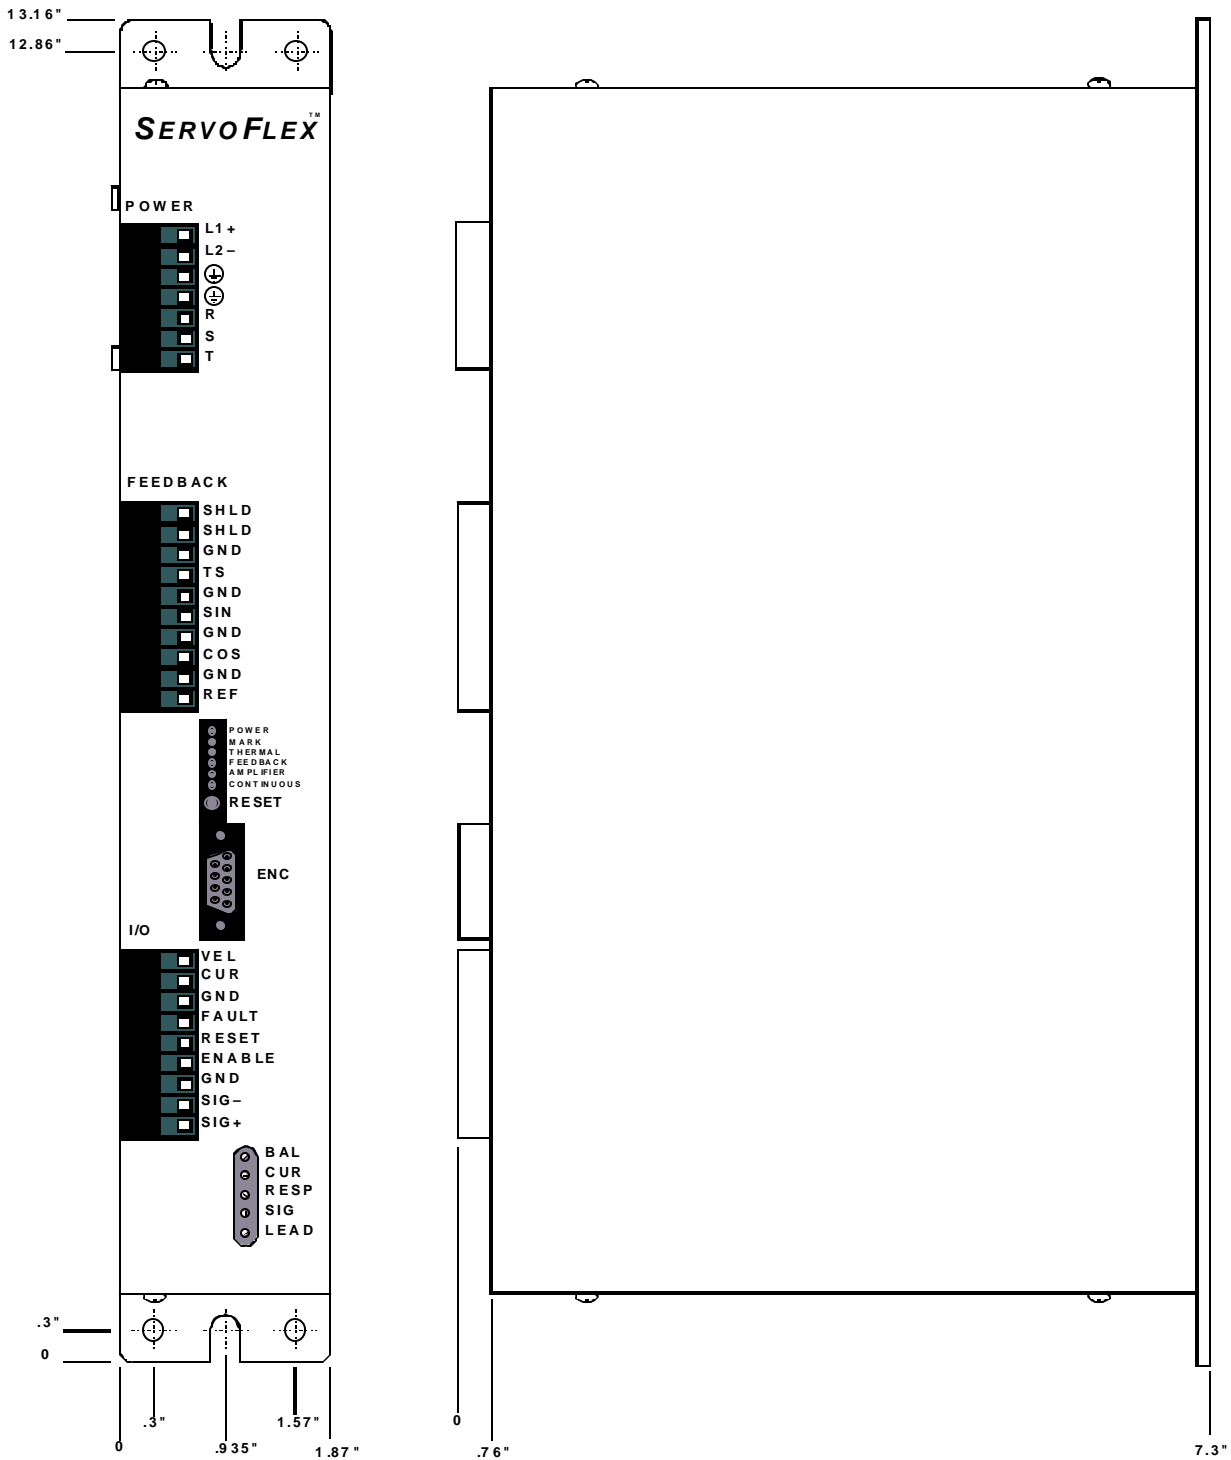 13.16"
12.86"
SERVOFLEX™
POWER
L1+
L2–
R
S
T
FEEDBACK
SHLD
SHLD
GND
TS
GND
SIN
GND
COS
GND
REF
POWER
MARK
THERMAL
FEEDBACK
AMPLIFIER
CONTINUOUS
RESET
ENC
I/O
VEL
CUR
GND
FAULT
RESET
ENABLE
GND
SIG–
SIG+
BAL
CUR
RESP
SIG
LEAD
.3"
0
0
.3"
.935"
1.57"
1.87"
0
.76"
7.3"